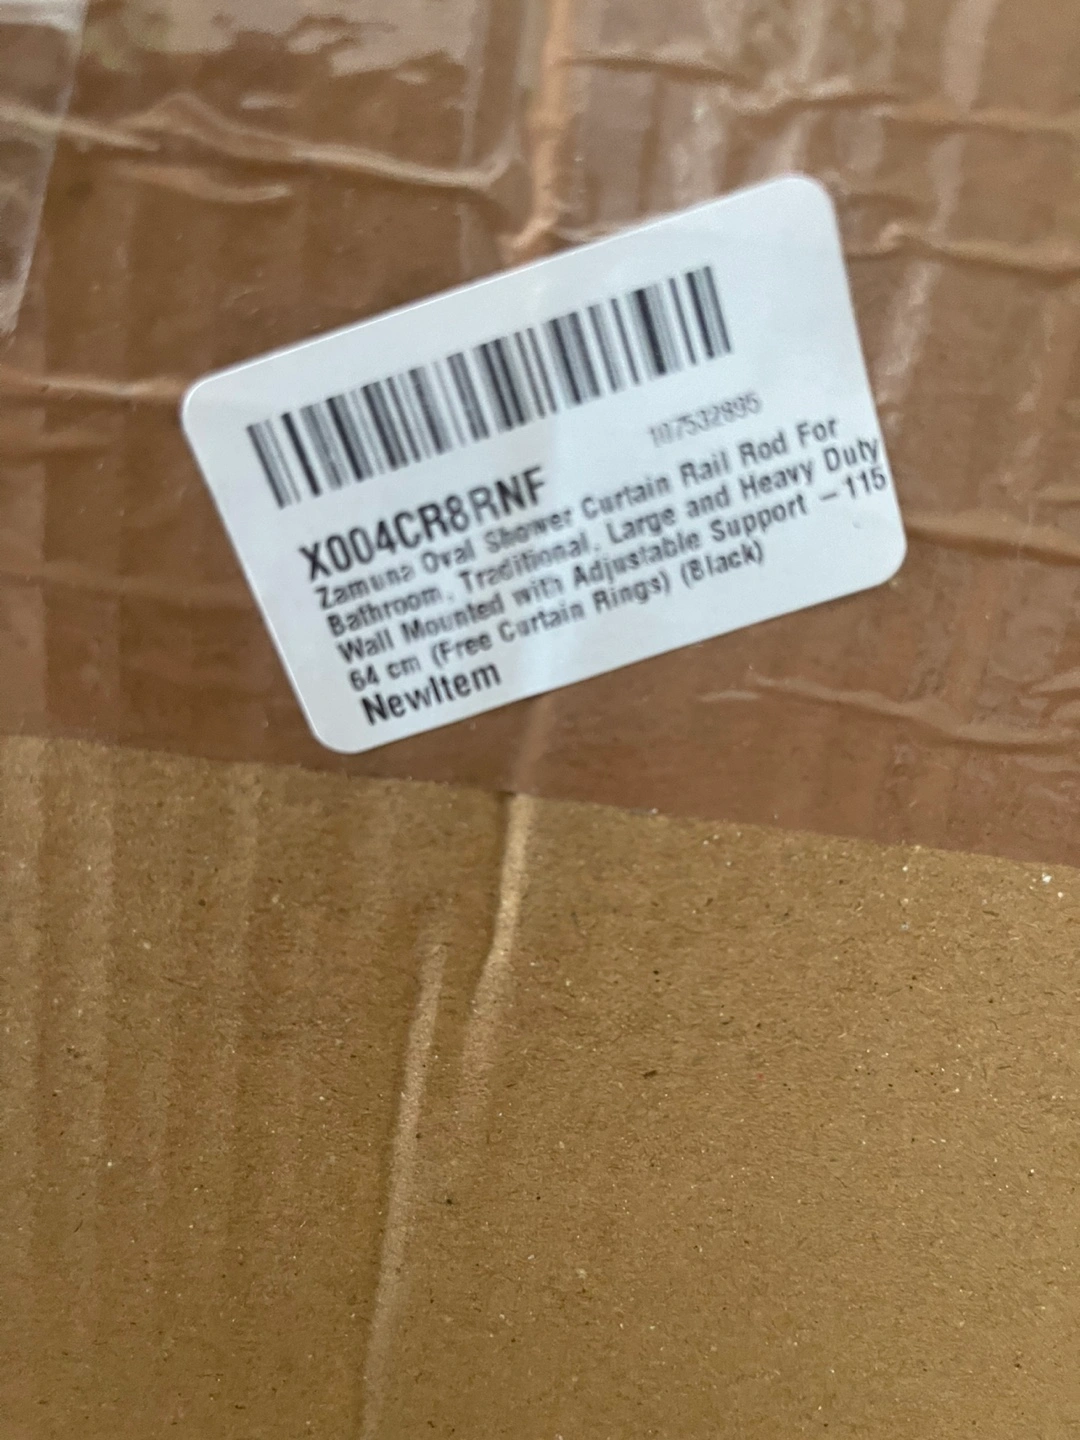 107532895
X004CR8RNF
Zamuna Oval Shower Curtain Rail Rod For
Bathroom, Traditional, Large and Heavy Duty
Wall Mounted with Adjustable Support – 115
64 cm (Free Curtain Rings) (Black)
NewItem